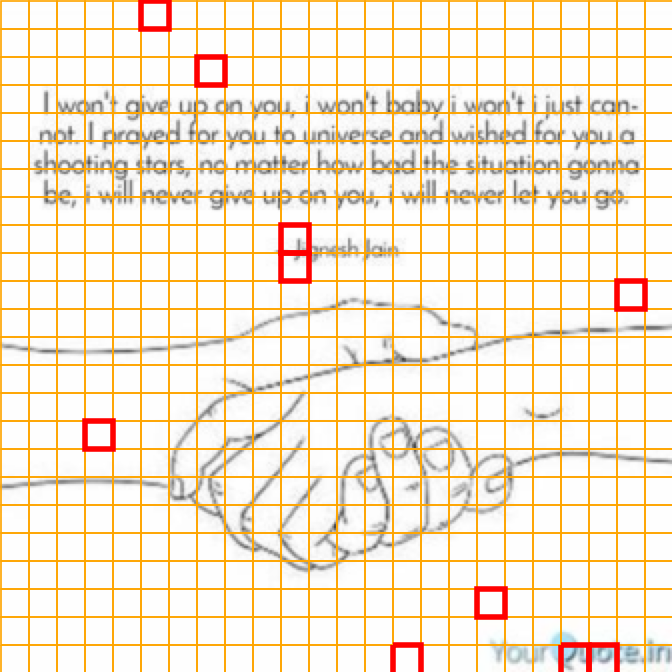 I won't give up on you, i won't baby i won't i just can-
not. I prayed for you to universe and wished for you a
shooting stars, no matter how bad the situation gonna
be, i will never give up on you, i will never let you go.
- Jignesh Jain
YourQuote.in